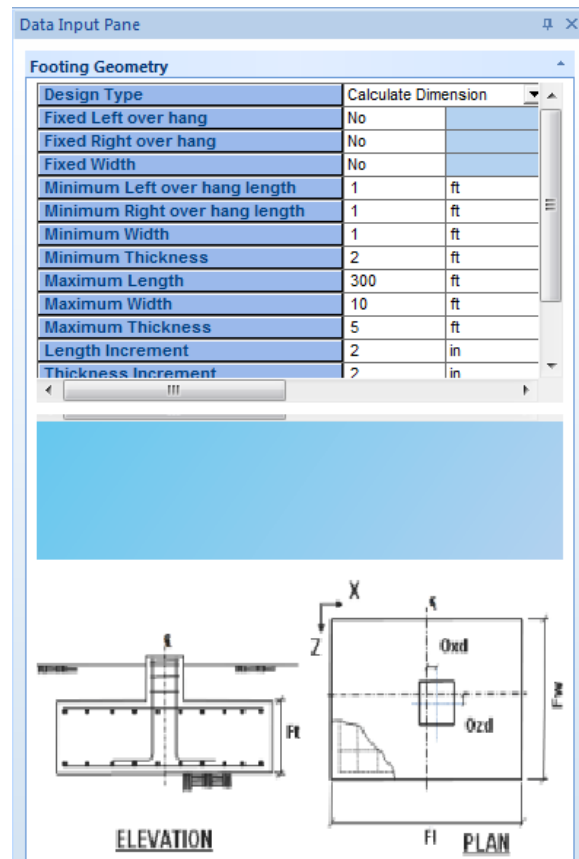 Data Input Pane
Footing Geometry
Design Type Calculate Dimension
Fixed Left over hang No
Fixed Right over hang No
Fixed Width No
Minimum Left over hang length 1 ft
Minimum Right over hang length 1 ft
Minimum Width 1 ft
Minimum Thickness 2 ft
Maximum Length 300 ft
Maximum Width 10 ft
Maximum Thickness 5 ft
Length Increment 2 in
Thickness Increment 2 in
X
Z
Oxd
Ozd
Fw
Ft
Fl
ELEVATION
PLAN